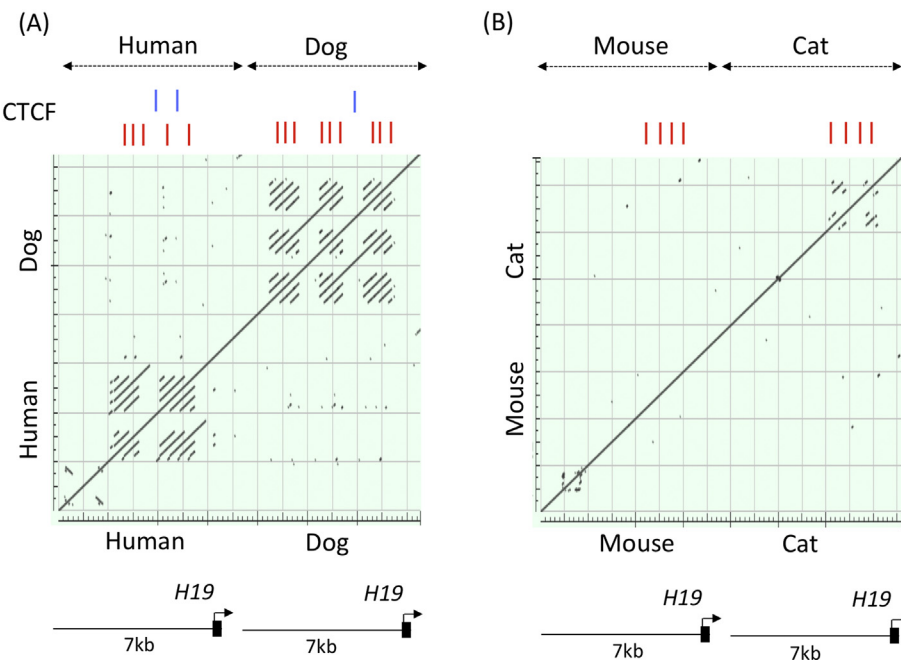 (A)
Human Dog
CTCF
Dog
Human
Human Dog
H19 H19
7kb 7kb
(B)
Mouse Cat
Cat
Mouse
Mouse Cat
H19 H19
7kb 7kb